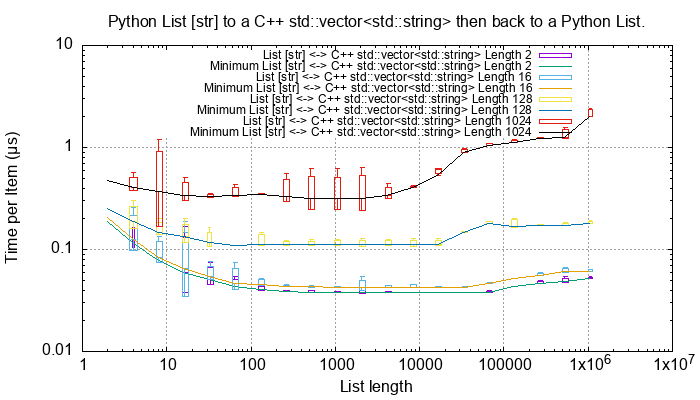 Python List [str] to a C++ std::vector<std::string> then back to a Python List.
10
List [str] <-> C++ std::vector<std::string> Length 2
Minimum List [str] <-> C++ std::vector<std::string> Length 2
List [str] <-> C++ std::vector<std::string> Length 16
Minimum List [str] <-> C++ std::vector<std::string> Length 16
List [str] <-> C++ std::vector<std::string> Length 128
Minimum List [str] <-> C++ std::vector<std::string> Length 128
List [str] <-> C++ std::vector<std::string> Length 1024
Minimum List [str] <-> C++ std::vector<std::string> Length 1024
1
Time per Item (µs)
0.1
0.01
1 10 100 1000 10000 100000 1x10⁶ 1x10⁷
List length